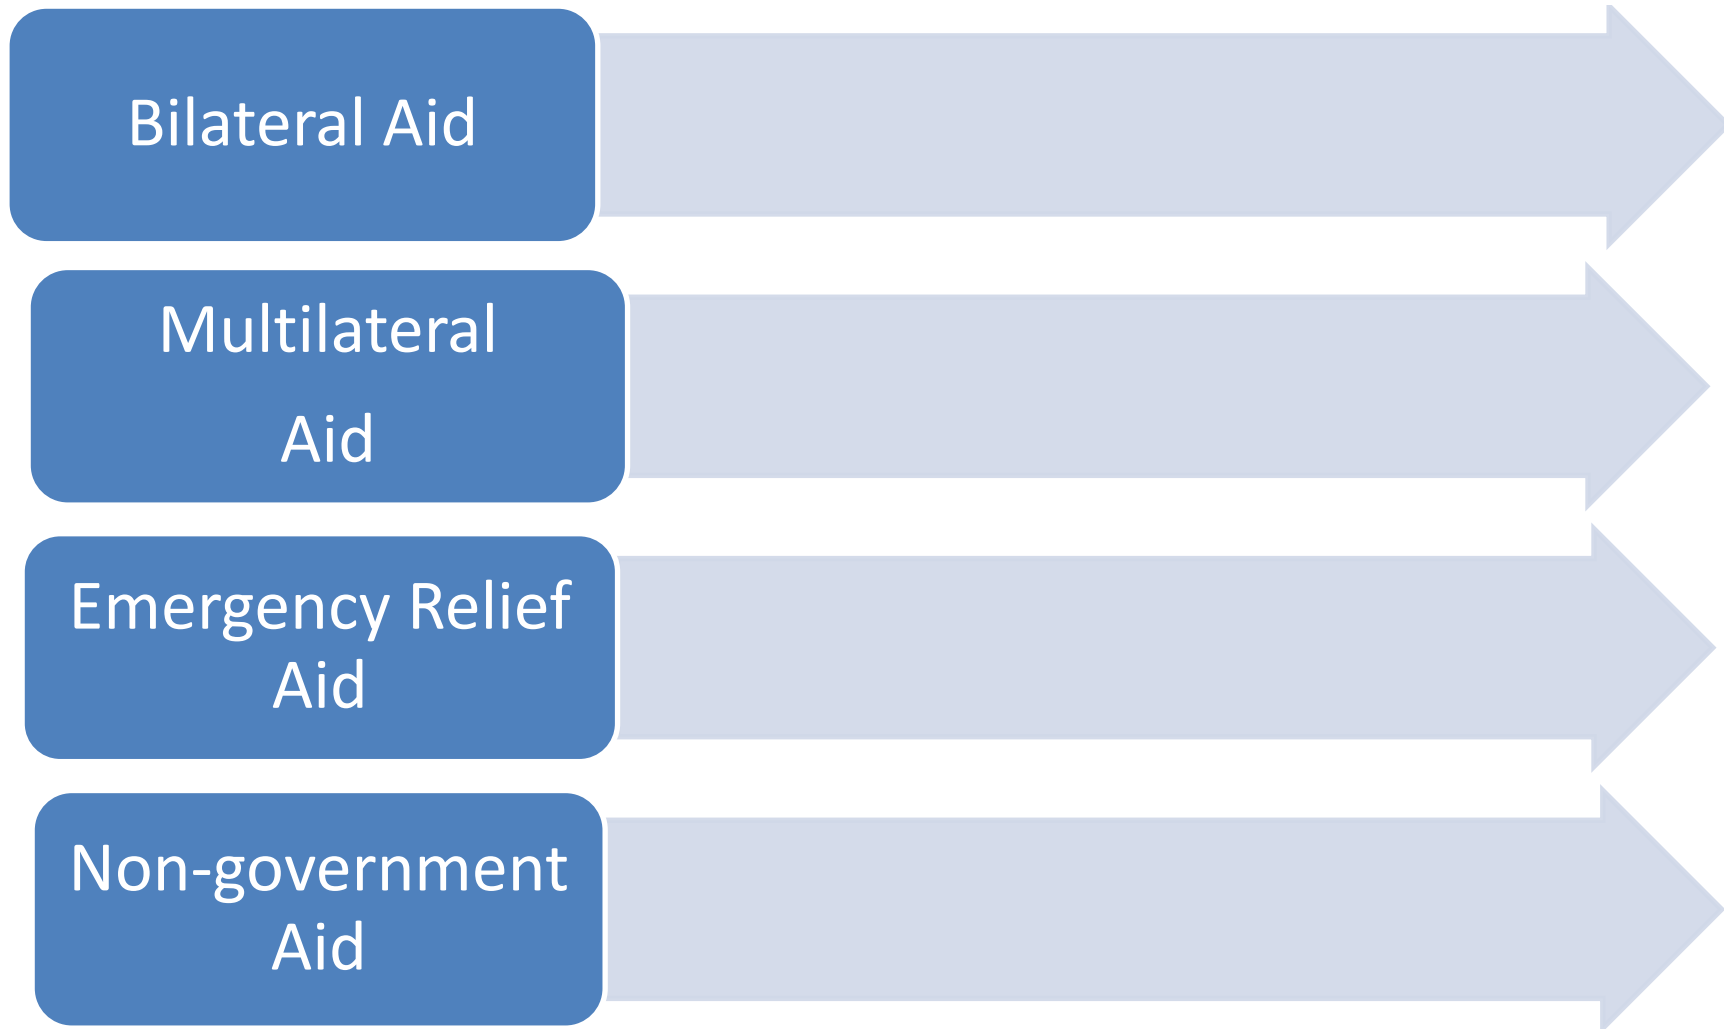 Bilateral Aid
Multilateral
Aid
Emergency Relief
Aid
Non-government
Aid